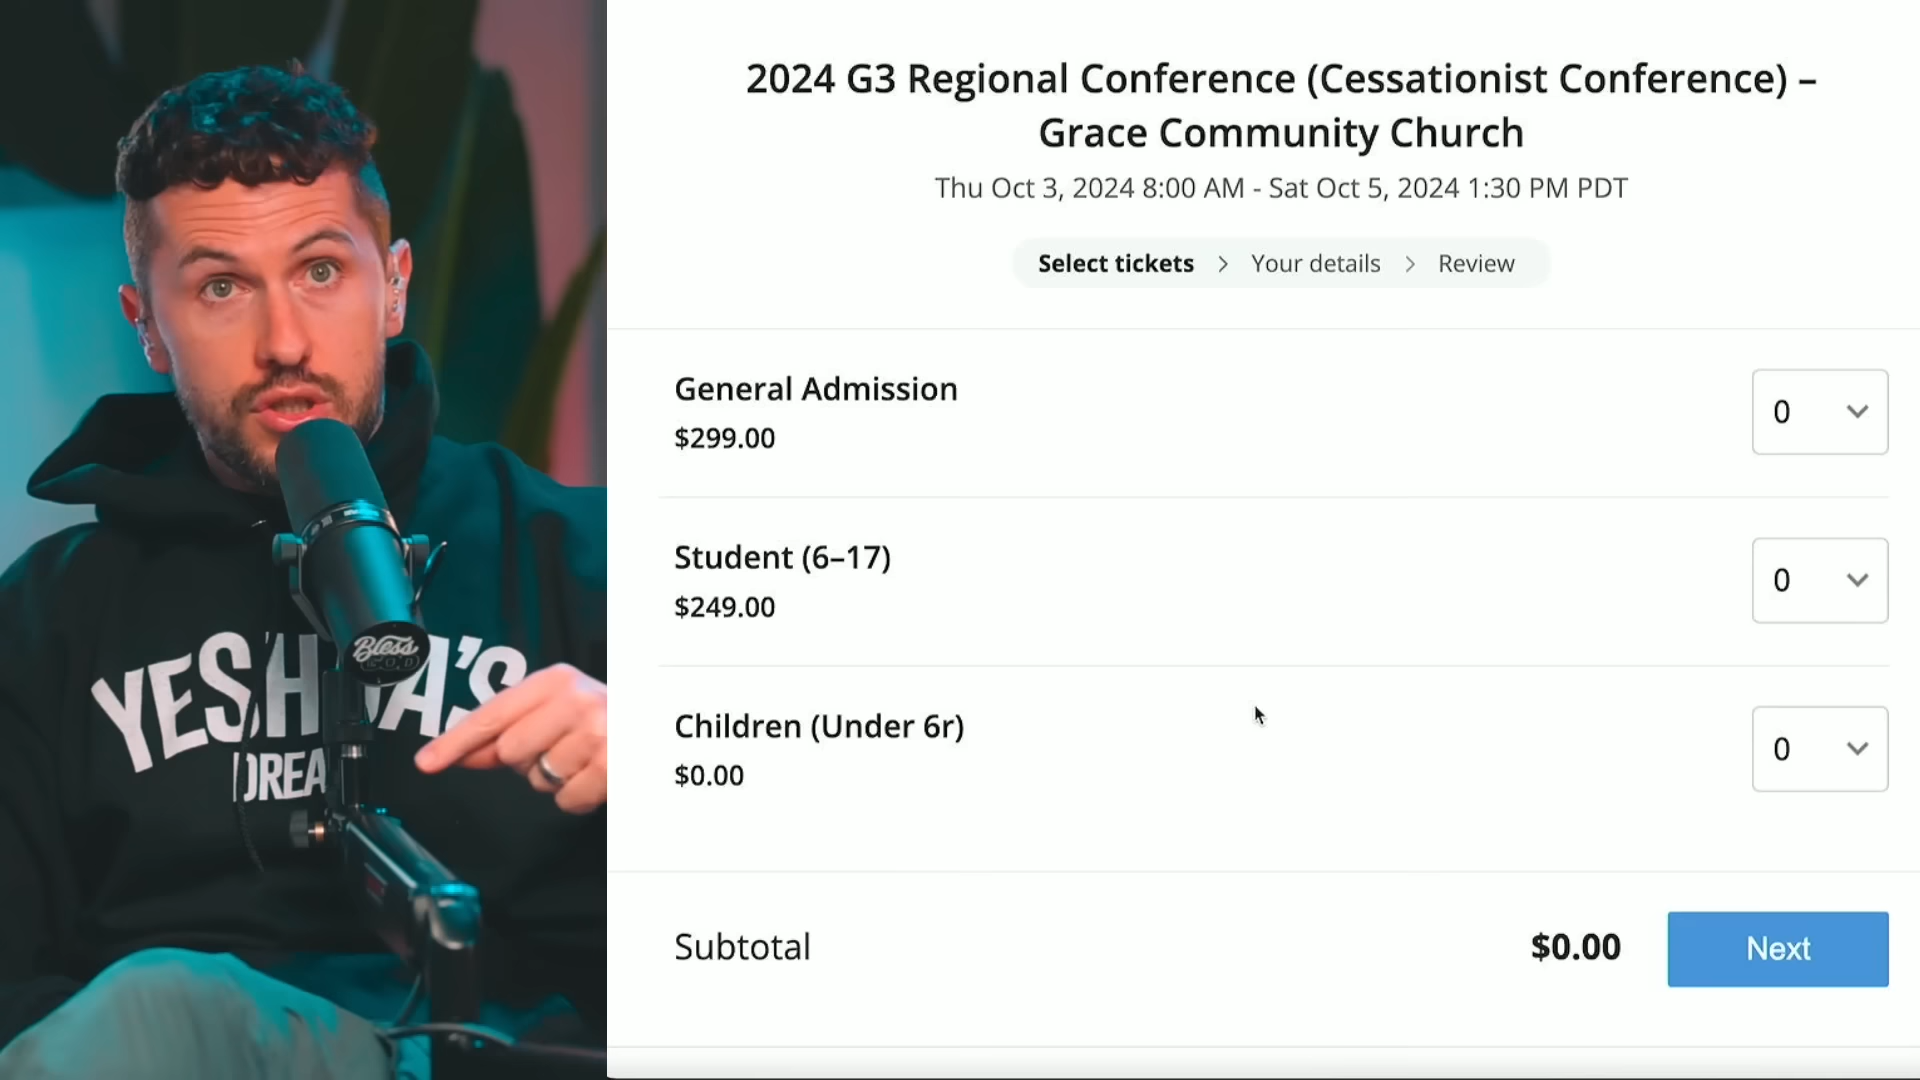 2024 G3 Regional Conference (Cessationist Conference) –
Grace Community Church
Thu Oct 3, 2024 8:00 AM - Sat Oct 5, 2024 1:30 PM PDT
Select tickets > Your details > Review
General Admission
$299.00
0
Student (6–17)
$249.00
0
Children (Under 6r)
$0.00
0
Subtotal
$0.00
Next
Bless
GOD